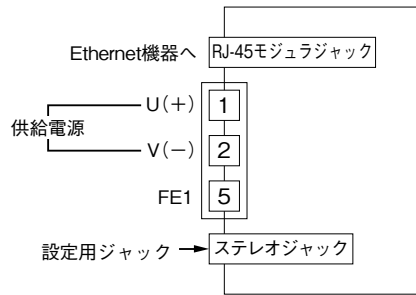 Ethernet機器へ RJ-45モジュラジャック
U(+) 1
供給電源
V(−) 2
FE1 5
設定用ジャック ステレオジャック